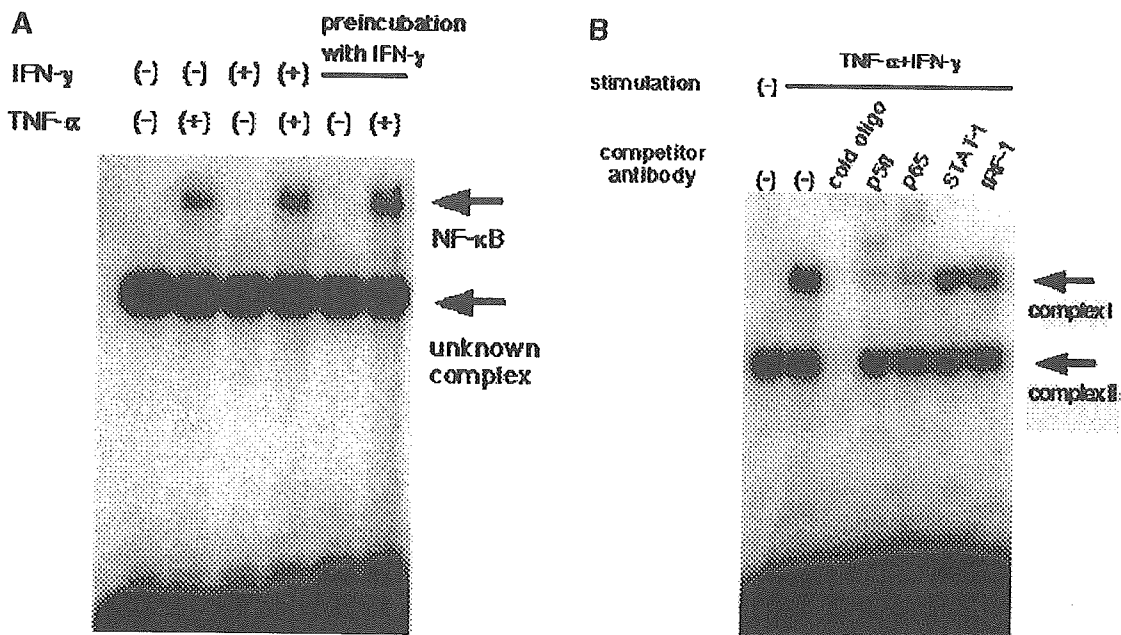 A
preincubation
with IFN-γ
IFN-γ (-) (-) (+) (+)
TNF-α (-) (+) (-) (+) (-) (+)
NF-κB
unknown
complex
B
TNF-α+IFN-γ
stimulation (-)
competitor
antibody (-) (-) cold oligo p50 p65 STAT-1 IRF-1
complex I
complex II